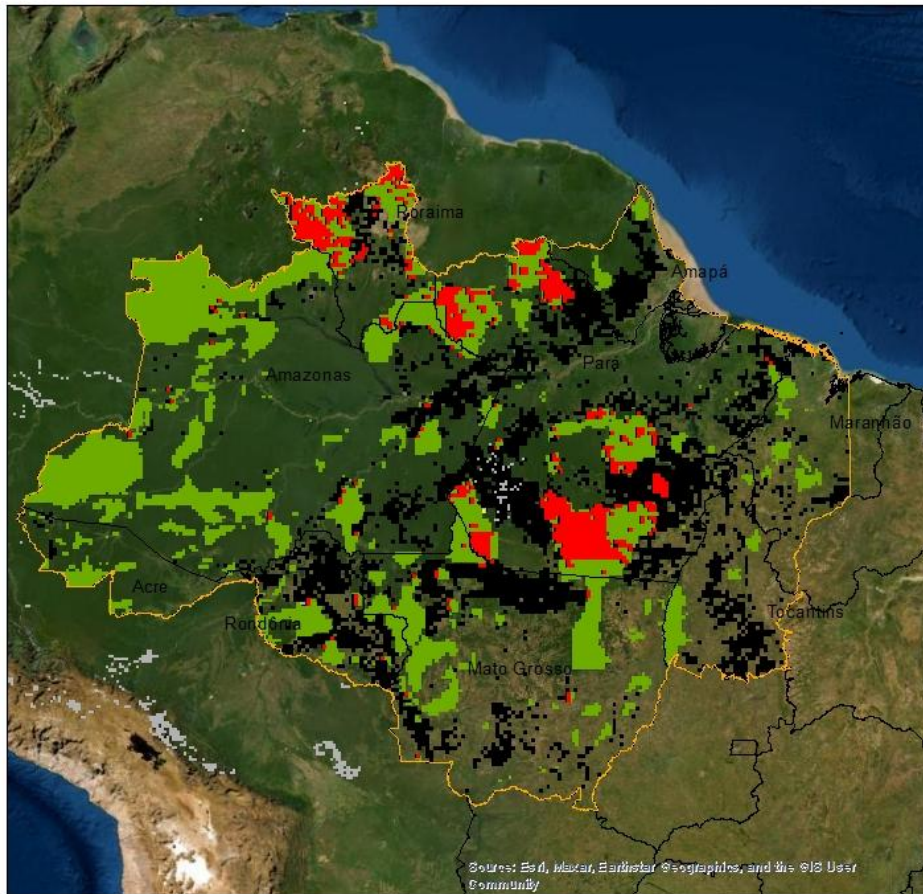 Roraima
Amapá
Pará
Amazonas
Maranhão
Acre
Rondônia
Tocantins
Mato Grosso
Source: Esri, Maxar, Earthstar Geographics, and the GIS User
Community